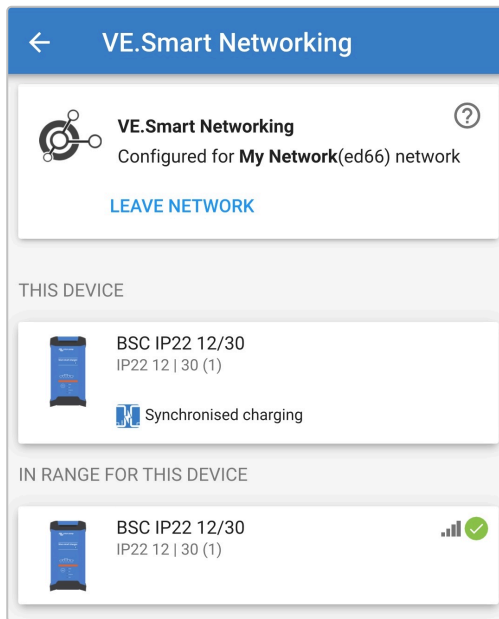 VE.Smart Networking
VE.Smart Networking
Configured for My Network(ed66) network
LEAVE NETWORK
THIS DEVICE
BSC IP22 12/30
IP22 12 | 30 (1)
Synchronised charging
IN RANGE FOR THIS DEVICE
BSC IP22 12/30
IP22 12 | 30 (1)